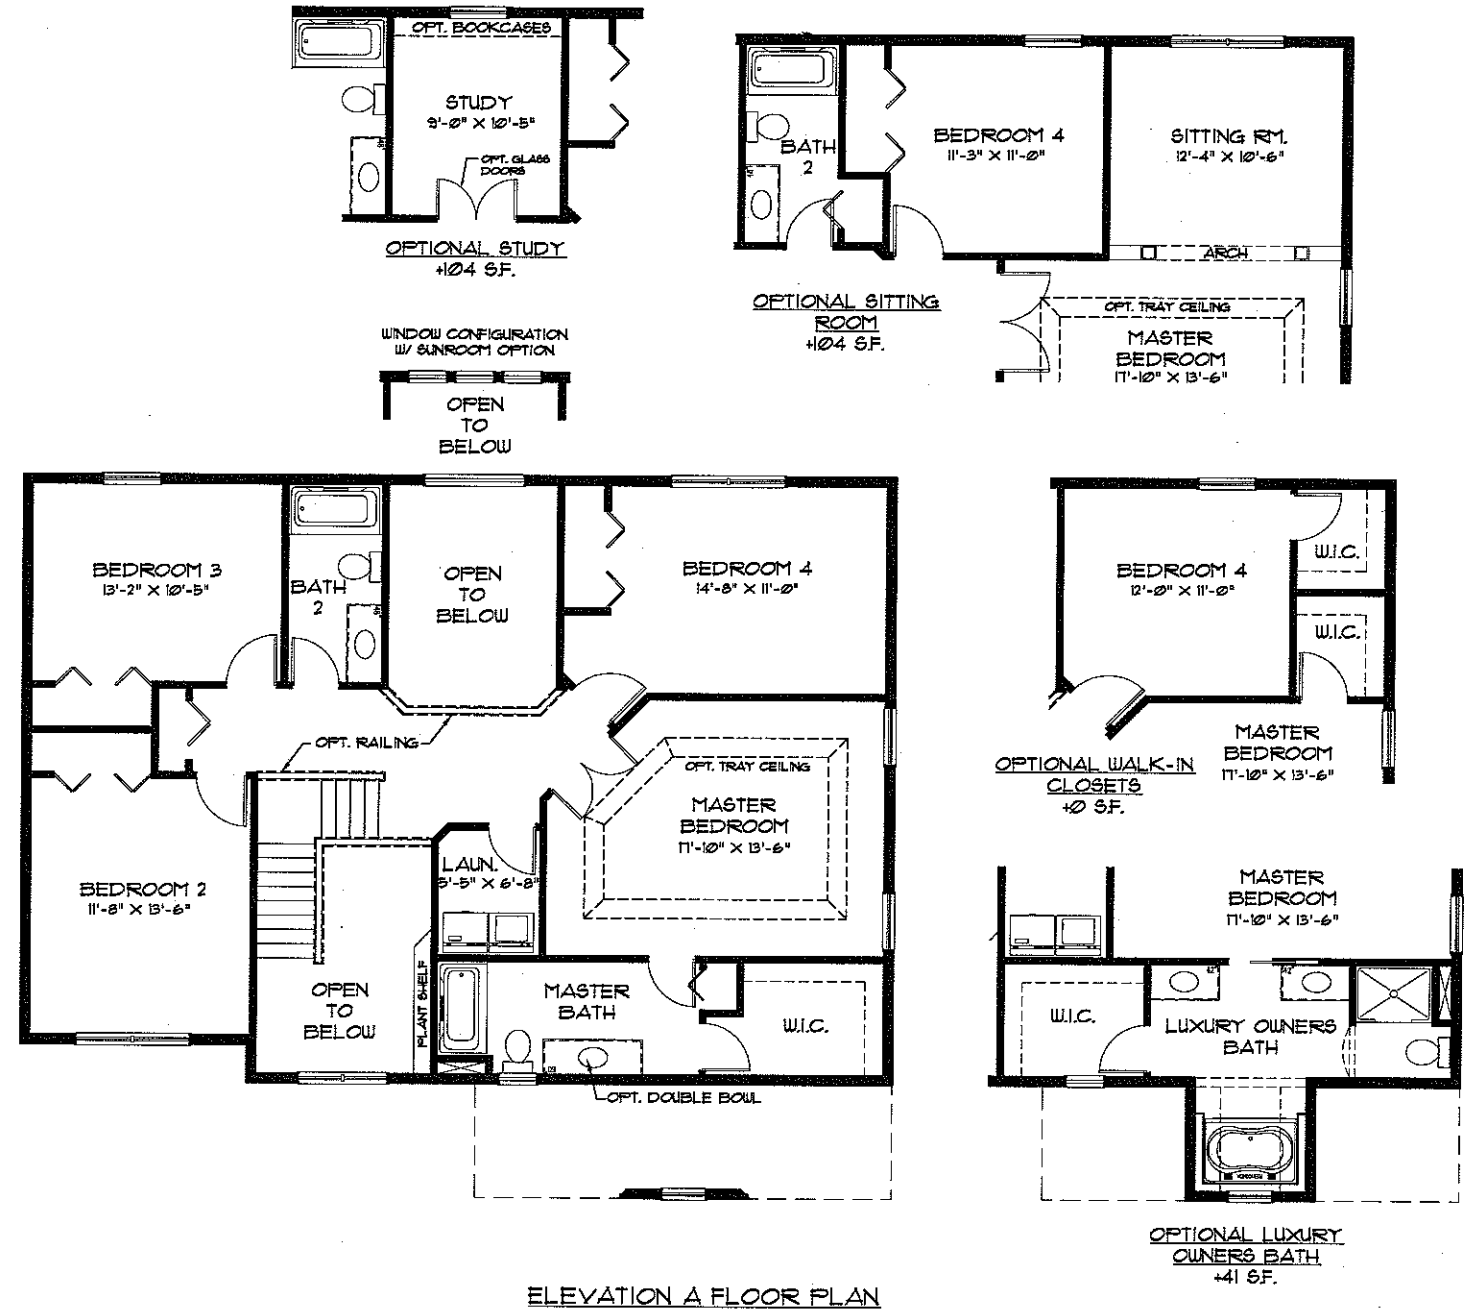 OPT. BOOKCASES
STUDY
9'-0" X 10'-5"
OPT. GLASS
DOORS
OPTIONAL STUDY
+104 S.F.
BATH
2
BEDROOM 4
11'-3" X 11'-0"
SITTING RM.
12'-4" X 10'-6"
ARCH
OPT. TRAY CEILING
MASTER
BEDROOM
17'-10" X 13'-6"
OPTIONAL SITTING
ROOM
+104 S.F.
WINDOW CONFIGURATION
W/ SUNROOM OPTION
OPEN
TO
BELOW
BEDROOM 3
13'-2" X 10'-5"
BATH
2
OPEN
TO
BELOW
BEDROOM 4
14'-8" X 11'-0"
OPT. RAILING
OPT. TRAY CEILING
MASTER
BEDROOM
17'-10" X 13'-6"
LAUN.
5'-5" X 6'-8"
BEDROOM 2
11'-8" X 13'-6"
OPEN
TO
BELOW
PLANT SHELF
MASTER
BATH
W.I.C.
OPT. DOUBLE BOWL
BEDROOM 4
12'-0" X 11'-0"
W.I.C.
W.I.C.
MASTER
BEDROOM
17'-10" X 13'-6"
OPTIONAL WALK-IN
CLOSETS
+0 S.F.
MASTER
BEDROOM
17'-10" X 13'-6"
42"
42"
W.I.C.
LUXURY OWNERS
BATH
OPTIONAL LUXURY
OWNERS BATH
+41 S.F.
ELEVATION A FLOOR PLAN